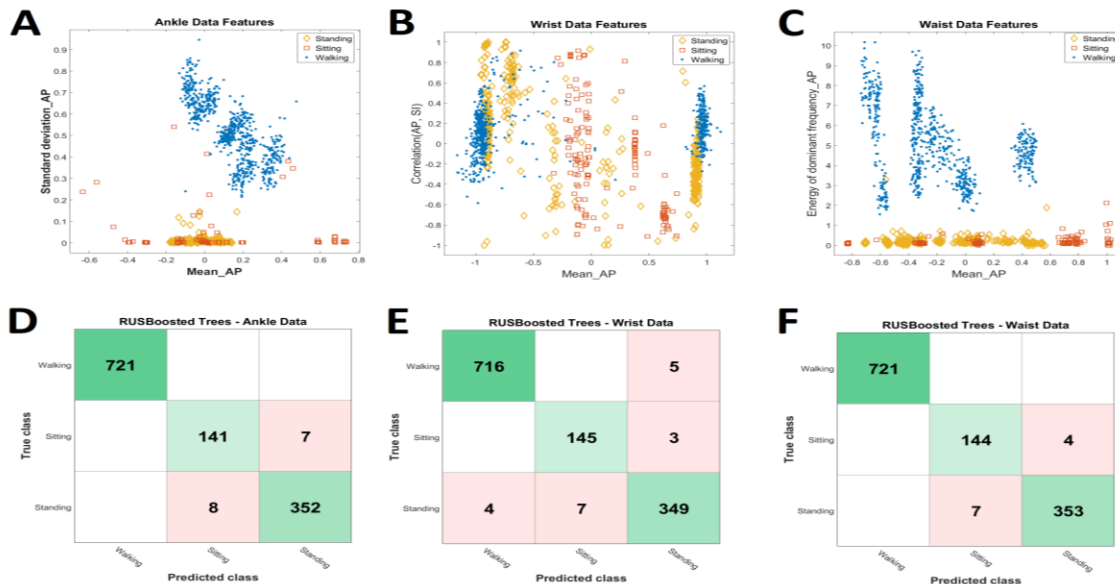 A
Ankle Data Features
Standing
Sitting
Walking
Standard deviation_AP
0.9
0.8
0.7
0.6
0.5
0.4
0.3
0.2
0.1
0
-0.6
-0.4
-0.2
0
0.2
0.4
0.6
0.8
Mean_AP
B
Wrist Data Features
Standing
Sitting
Walking
Correlation(AP, SI)
1
0.8
0.6
0.4
0.2
0
-0.2
-0.4
-0.6
-0.8
-1
-1
-0.5
0
0.5
1
Mean_AP
C
Waist Data Features
Standing
Sitting
Walking
Energy of dominant frequency_AP
10
9
8
7
6
5
4
3
2
1
0
-0.8
-0.6
-0.4
-0.2
0
0.2
0.4
0.6
0.8
1
Mean_AP
D
RUSBoosted Trees - Ankle Data
True class
Walking
721
Sitting
141
7
Standing
8
352
Walking
Sitting
Standing
Predicted class
E
RUSBoosted Trees - Wrist Data
True class
Walking
716
5
Sitting
145
3
Standing
4
7
349
Walking
Sitting
Standing
Predicted class
F
RUSBoosted Trees - Waist Data
True class
Walking
721
Sitting
144
4
Standing
7
353
Walking
Sitting
Standing
Predicted class